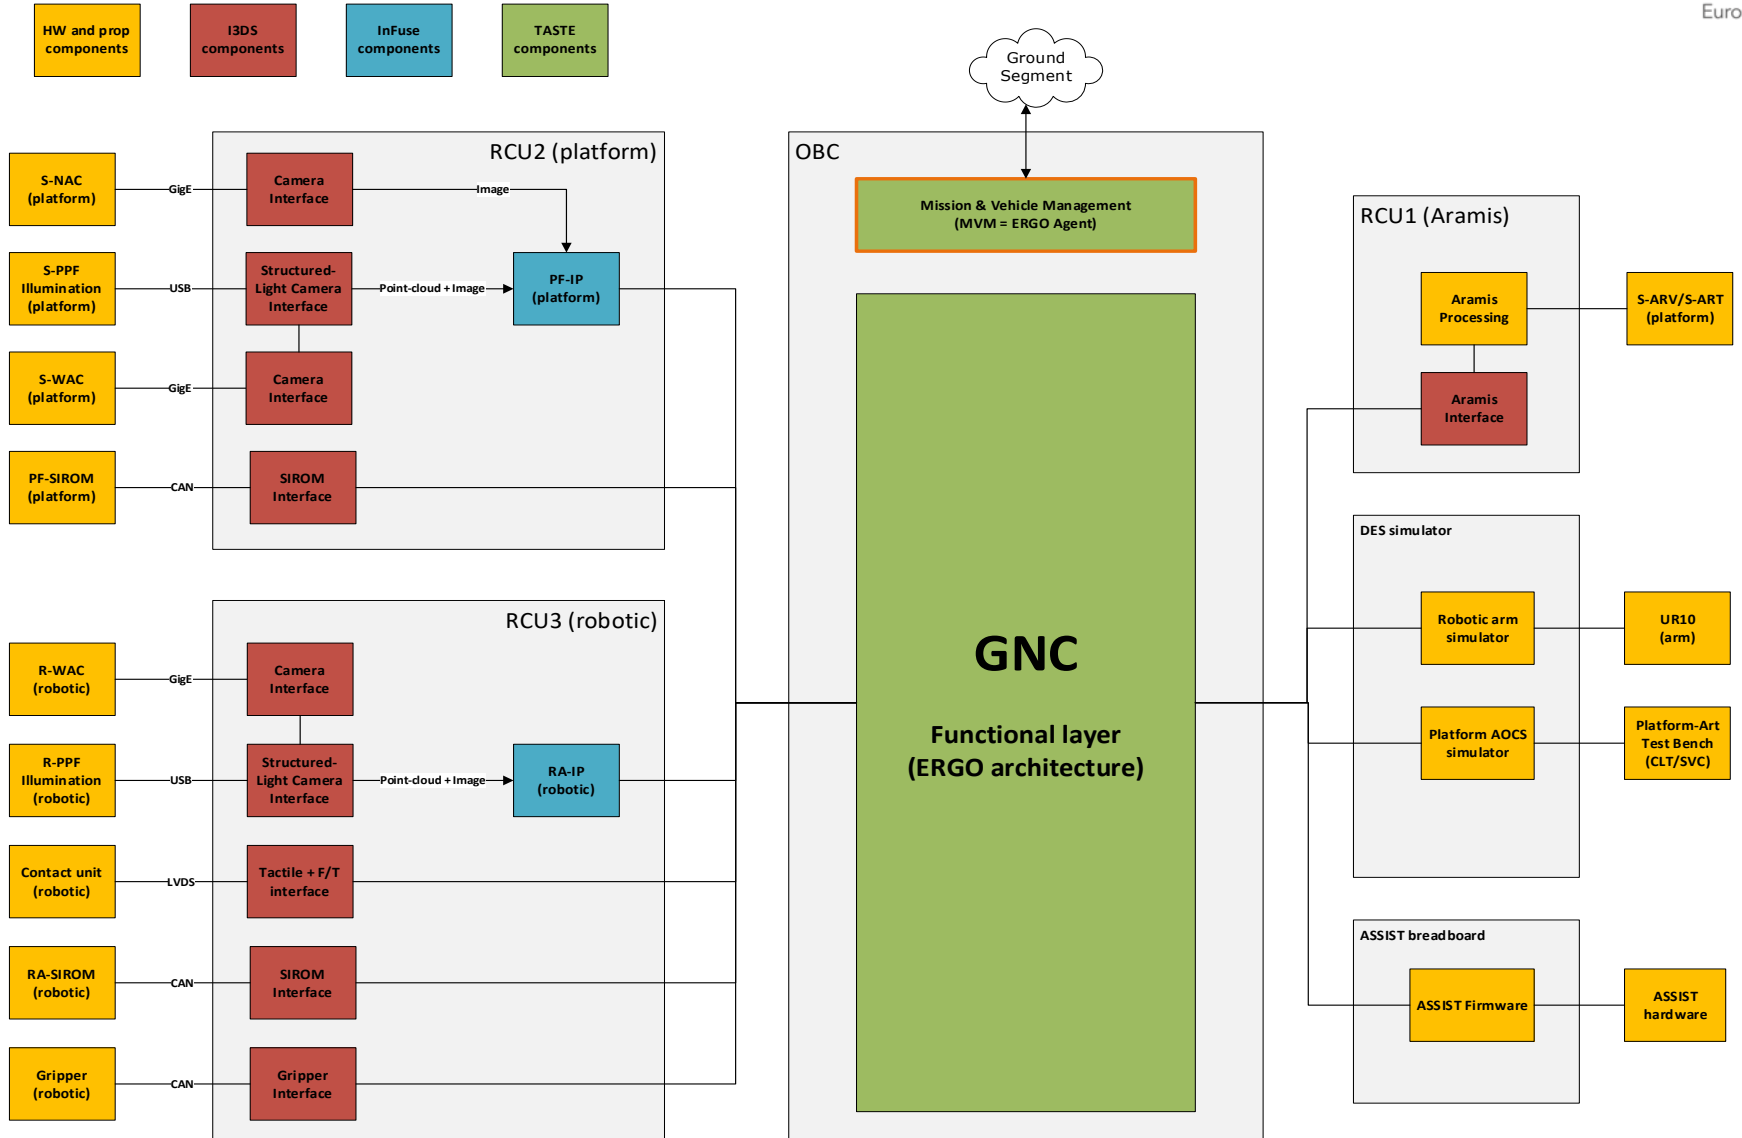 Euro
HW and prop
components
I3DS
components
InFuse
components
TASTE
components
Ground
Segment
RCU2 (platform)
S-NAC
(platform)
GigE
Camera
Interface
Image
S-PPF
Illumination
(platform)
USB
Structured-
Light Camera
Interface
Point-cloud + Image
PF-IP
(platform)
S-WAC
(platform)
GigE
Camera
Interface
PF-SIROM
(platform)
CAN
SIROM
Interface
RCU3 (robotic)
R-WAC
(robotic)
GigE
Camera
Interface
R-PPF
Illumination
(robotic)
USB
Structured-
Light Camera
Interface
Point-cloud + Image
RA-IP
(robotic)
Contact unit
(robotic)
LVDS
Tactile + F/T
interface
RA-SIROM
(robotic)
CAN
SIROM
Interface
Gripper
(robotic)
CAN
Gripper
Interface
OBC
Mission & Vehicle Management
(MVM = ERGO Agent)
GNC
Functional layer
(ERGO architecture)
RCU1 (Aramis)
Aramis
Processing
S-ARV/S-ART
(platform)
Aramis
Interface
DES simulator
Robotic arm
simulator
UR10
(arm)
Platform AOCS
simulator
Platform-Art
Test Bench
(CLT/SVC)
ASSIST breadboard
ASSIST Firmware
ASSIST
hardware